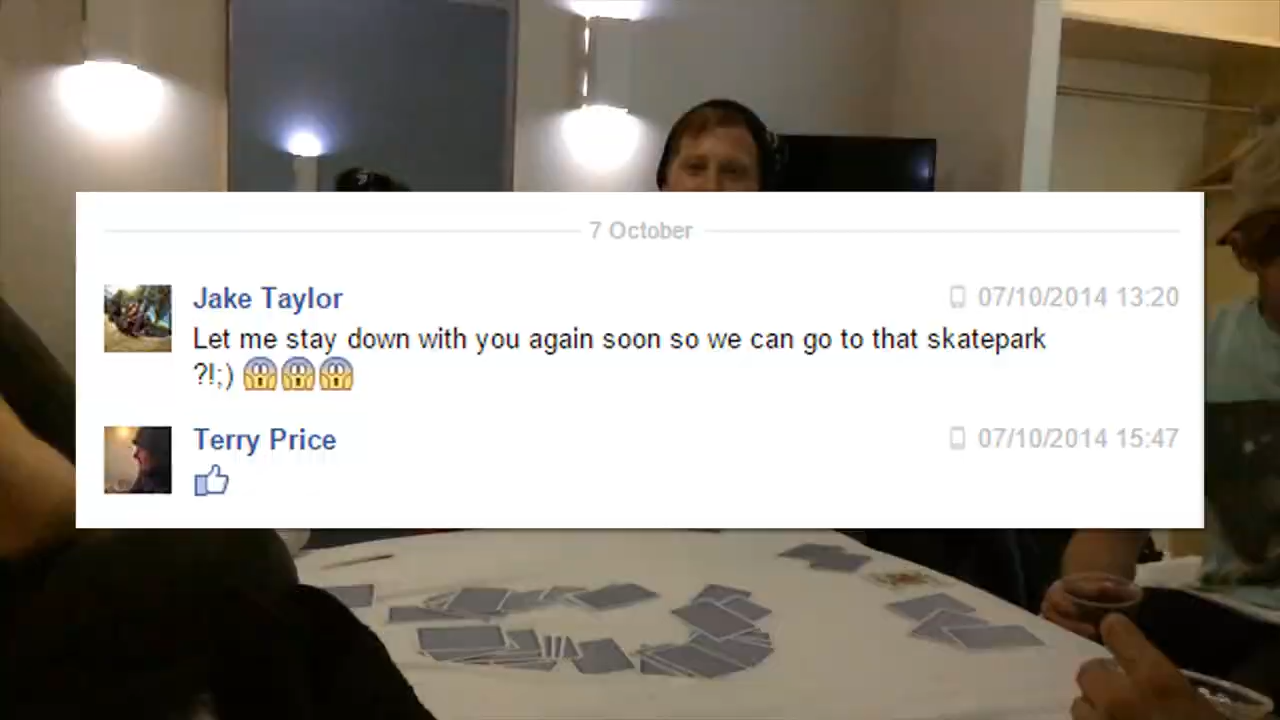 7 October
Jake Taylor
07/10/2014 13:20
Let me stay down with you again soon so we can go to that skatepark
?!;) 😱😱😱
Terry Price
07/10/2014 15:47